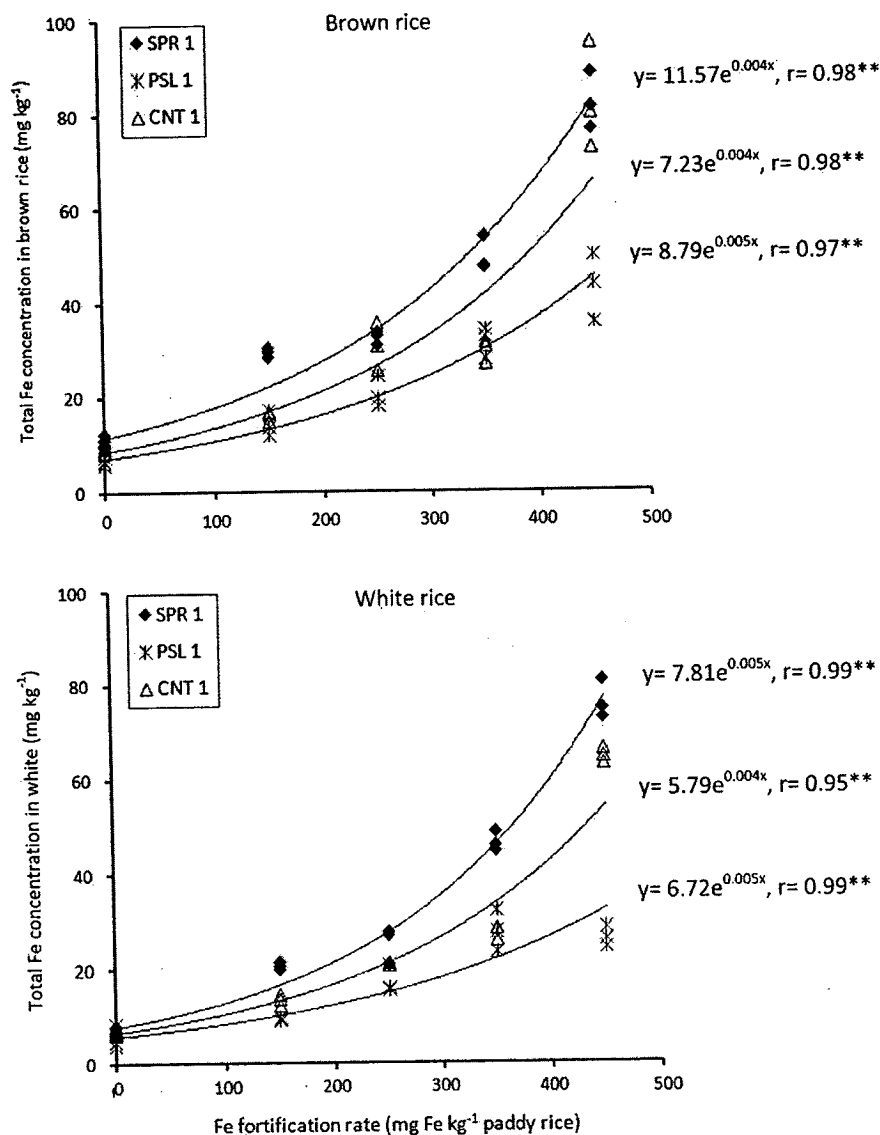 Brown rice
SPR 1
PSL 1
CNT 1
y= 11.57e^0.004x, r= 0.98**
y= 7.23e^0.004x, r= 0.98**
y= 8.79e^0.005x, r= 0.97**
Total Fe concentration in brown rice (mg kg-1)
100
80
60
40
20
0
0 100 200 300 400 500
White rice
SPR 1
PSL 1
CNT 1
y= 7.81e^0.005x, r= 0.99**
y= 5.79e^0.004x, r= 0.95**
y= 6.72e^0.005x, r= 0.99**
Total Fe concentration in white (mg kg-1)
100
80
60
40
20
0
0 100 200 300 400 500
Fe fortification rate (mg Fe kg-1 paddy rice)